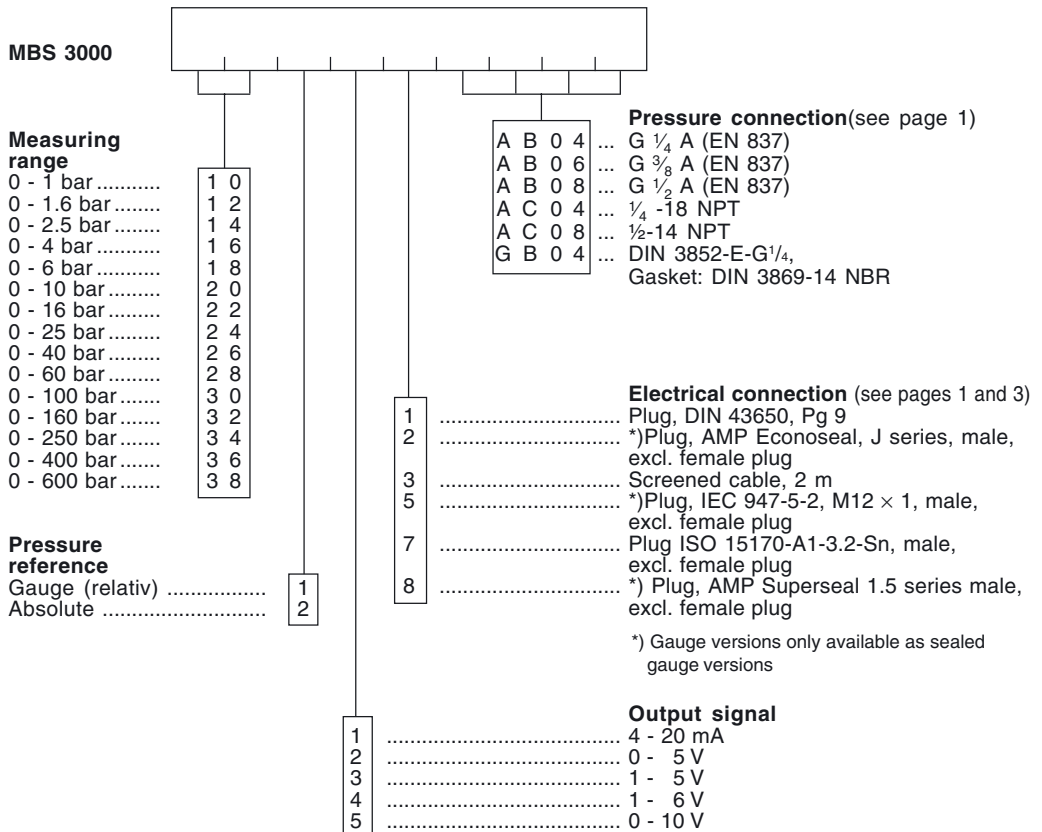 MBS 3000
Pressure connection(see page 1)
A B 0 4 ... G 1/4 A (EN 837)
A B 0 6 ... G 3/8 A (EN 837)
A B 0 8 ... G 1/2 A (EN 837)
A C 0 4 ... 1/4 -18 NPT
A C 0 8 ... ½-14 NPT
G B 0 4 ... DIN 3852-E-G1/4,
Gasket: DIN 3869-14 NBR
Measuring
range
0 - 1 bar ........... 1 0
0 - 1.6 bar ........ 1 2
0 - 2.5 bar ........ 1 4
0 - 4 bar ........... 1 6
0 - 6 bar ........... 1 8
0 - 10 bar ......... 2 0
0 - 16 bar ......... 2 2
0 - 25 bar ......... 2 4
0 - 40 bar ......... 2 6
0 - 60 bar ......... 2 8
0 - 100 bar ....... 3 0
0 - 160 bar ....... 3 2
0 - 250 bar ....... 3 4
0 - 400 bar ....... 3 6
0 - 600 bar ....... 3 8
Electrical connection (see pages 1 and 3)
1 .................................. Plug, DIN 43650, Pg 9
2 .................................. *)Plug, AMP Econoseal, J series, male,
excl. female plug
3 .................................. Screened cable, 2 m
5 .................................. *)Plug, IEC 947-5-2, M12 × 1, male,
excl. female plug
7 .................................. Plug ISO 15170-A1-3.2-Sn, male,
excl. female plug
8 .................................. *) Plug, AMP Superseal 1.5 series male,
excl. female plug
*) Gauge versions only available as sealed
gauge versions
Pressure
reference
Gauge (relativ) ................. 1
Absolute ........................... 2
Output signal
1 .......................................... 4 - 20 mA
2 .......................................... 0 - 5 V
3 .......................................... 1 - 5 V
4 .......................................... 1 - 6 V
5 .......................................... 0 - 10 V